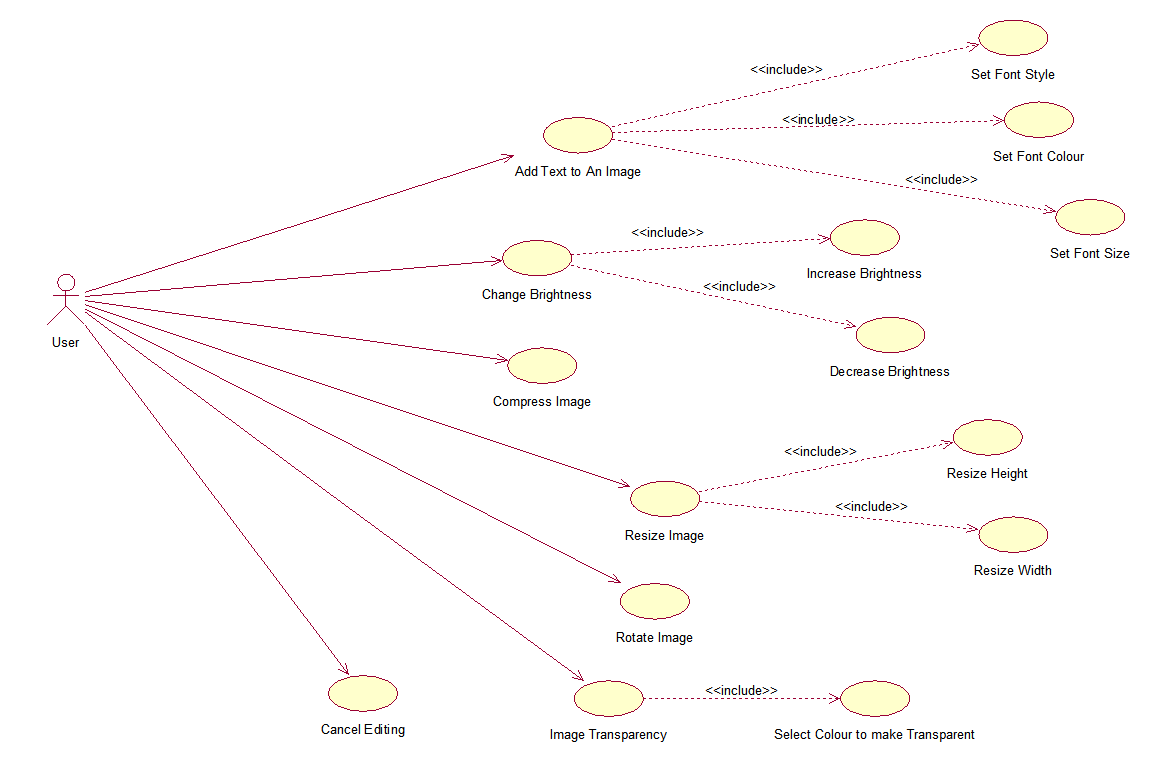 Set Font Style
<<include>>
Set Font Colour
<<include>>
Add Text to An Image
<<include>>
Set Font Size
<<include>>
Increase Brightness
Change Brightness
<<include>>
User
Decrease Brightness
Compress Image
<<include>>
Resize Height
<<include>>
Resize Image
Resize Width
Rotate Image
<<include>>
Cancel Editing
Image Transparency
Select Colour to make Transparent